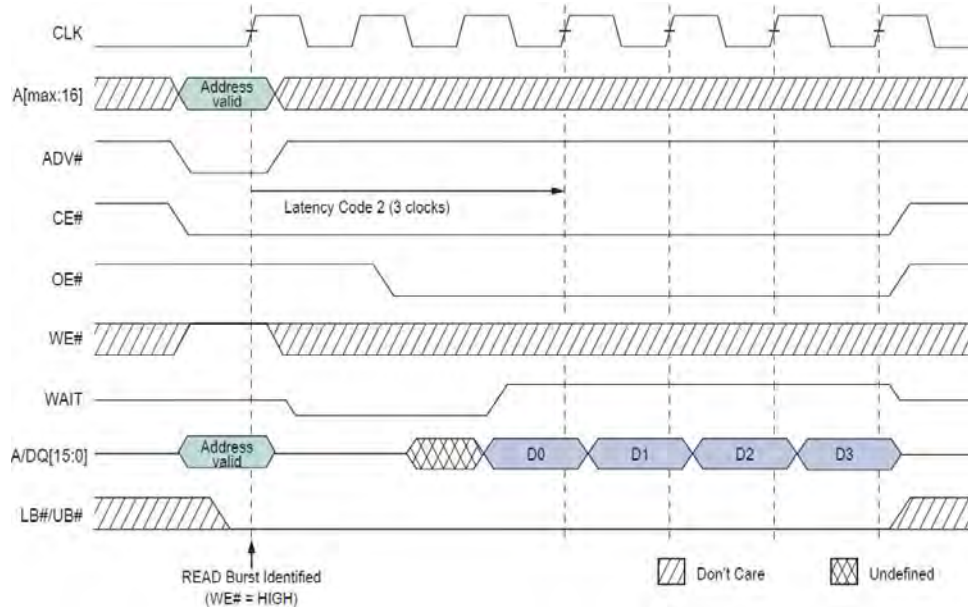 CLK
A[max:16]
Address
valid
ADV#
Latency Code 2 (3 clocks)
CE#
OE#
WE#
WAIT
A/DQ[15:0]
Address
valid
D0
D1
D2
D3
LB#/UB#
READ Burst Identified
(WE# = HIGH)
Don't Care
Undefined